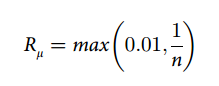 R_μ = max(0.01, 1/n)